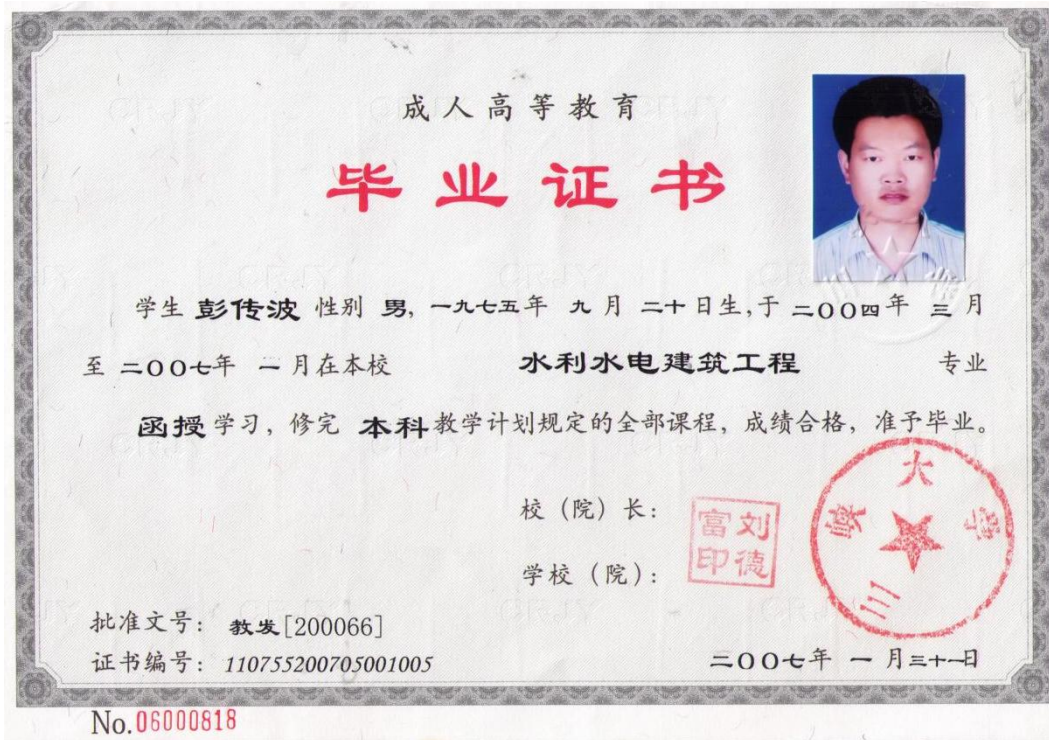 成人高等教育
毕业证书
学生 彭传波 性别 男, 一九七五年 九 月 二十日生,于 二OO四年 三 月
至 二OO七年 一 月在本校 水利水电建筑工程 专业
函授 学习, 修完 本科 教学计划规定的全部课程, 成绩合格, 准予毕业。
校（院）长:
刘德富印
学校（院）:
三峡大学
批准文号: 教发[200066]
证书编号: 110755200705001005
二OO七年 一 月三十一日
No.06000818